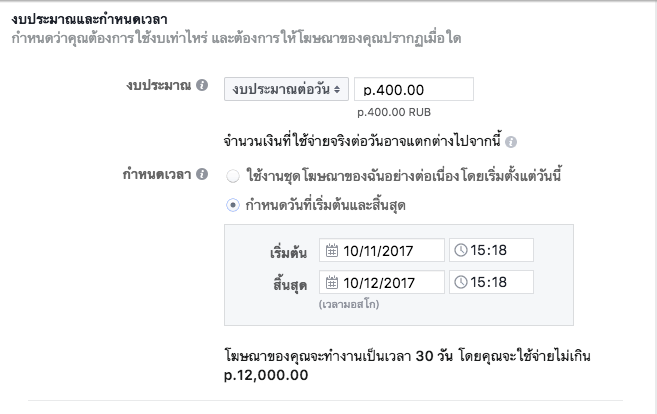 งบประมาณและกำหนดเวลา
กำหนดว่าคุณต้องการใช้งบเท่าไหร่ และต้องการให้โฆษณาของคุณปรากฏเมื่อใด
งบประมาณ งบประมาณต่อวัน р.400.00
р.400.00 RUB
จำนวนเงินที่ใช้จ่ายจริงต่อวันอาจแตกต่างไปจากนี้
กำหนดเวลา ใช้งานชุดโฆษณาของฉันอย่างต่อเนื่องโดยเริ่มตั้งแต่วันนี้
กำหนดวันที่เริ่มต้นและสิ้นสุด
เริ่มต้น 10/11/2017 15:18
สิ้นสุด 10/12/2017 15:18
(เวลามอสโก)
โฆษณาของคุณจะทำงานเป็นเวลา 30 วัน โดยคุณจะใช้จ่ายไม่เกิน
р.12,000.00